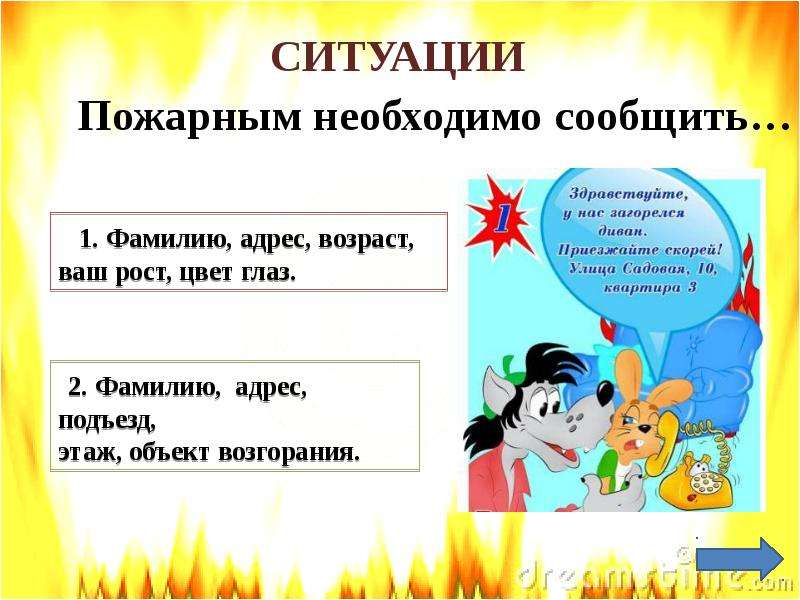 СИТУАЦИИ
Пожарным необходимо сообщить…
1. Фамилию, адрес, возраст,
ваш рост, цвет глаз.
2. Фамилию, адрес,
подъезд,
этаж, объект возгорания.
1
Здравствуйте,
у нас загорелся
диван.
Приезжайте скорей!
Улица Садовая, 10,
квартира 3
dreamstime.com